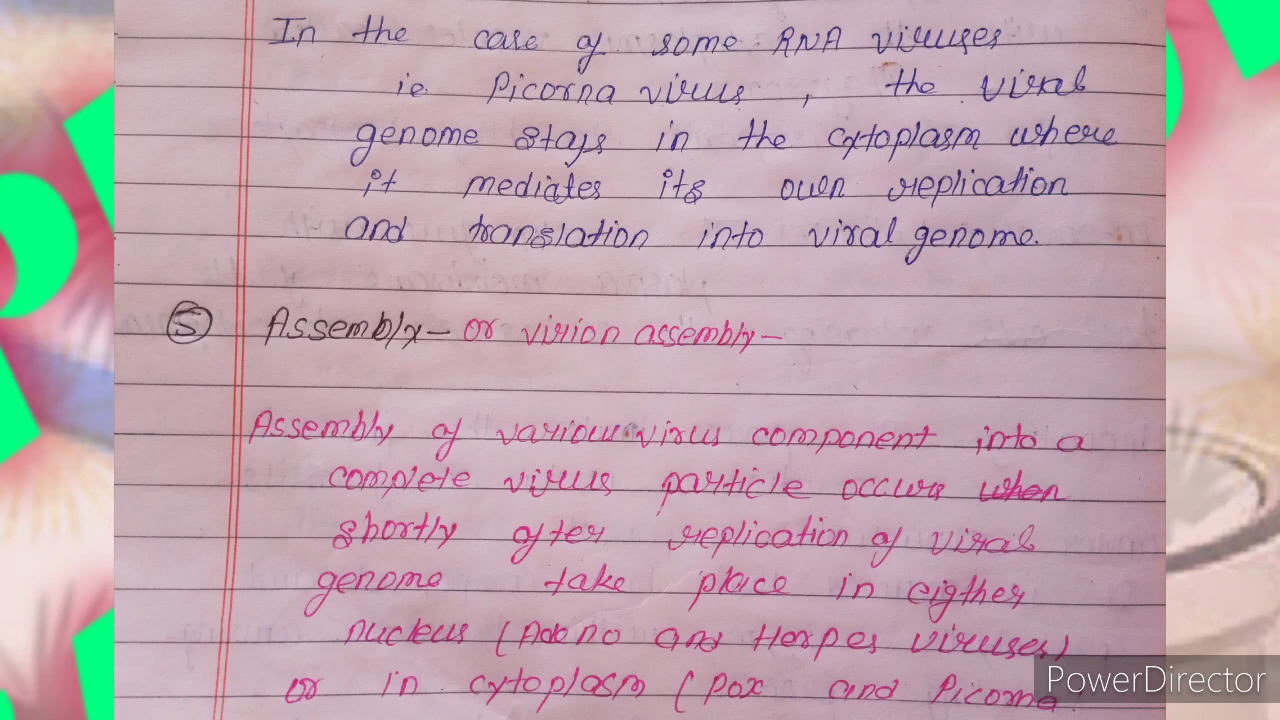 In the case of some RNA viruses
ie Picorna virus, the viral
genome stays in the cytoplasm where
it mediates its own replication
and translation into viral genome.
5 Assembly- or virion assembly-
Assembly of various virus component into a
complete virus particle occurs when
shortly after replication of viral
genome take place in eigther
nucleus (Adeno and Herpes viruses)
or in cytoplasm (Pox and Picorna
PowerDirector